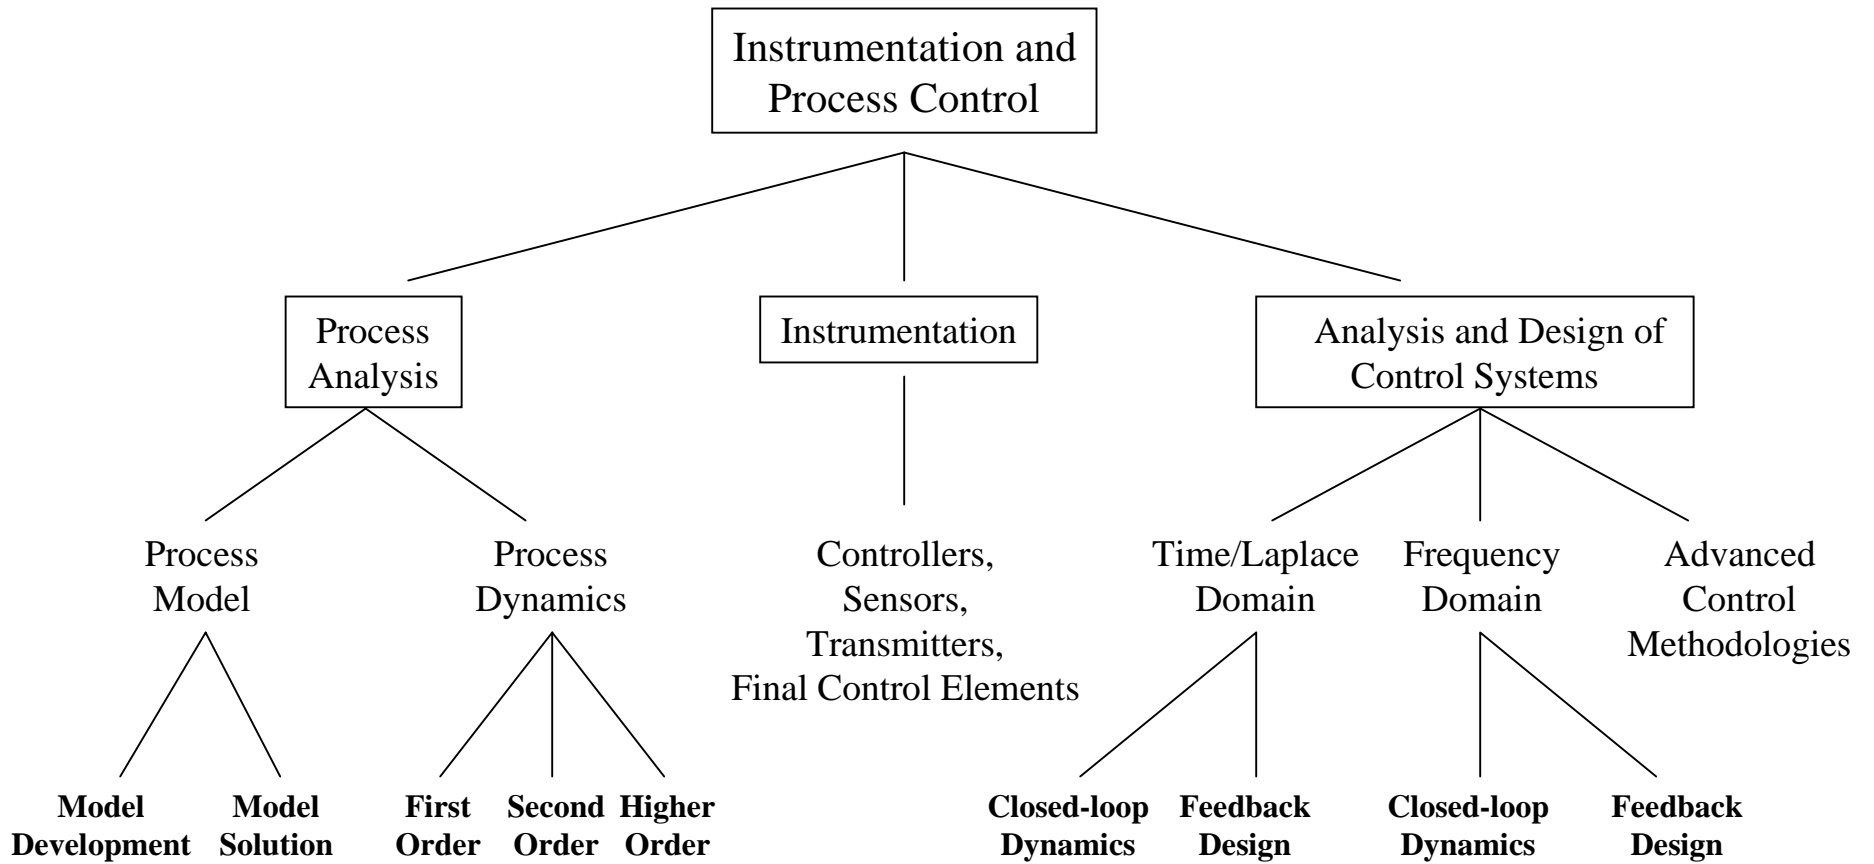 Instrumentation and
Process Control
Process
Analysis
Instrumentation
Analysis and Design of
Control Systems
Process
Model
Process
Dynamics
Controllers,
Sensors,
Transmitters,
Final Control Elements
Time/Laplace
Domain
Frequency
Domain
Advanced
Control
Methodologies
Model
Development
Model
Solution
First
Order
Second
Order
Higher
Order
Closed-loop
Dynamics
Feedback
Design
Closed-loop
Dynamics
Feedback
Design